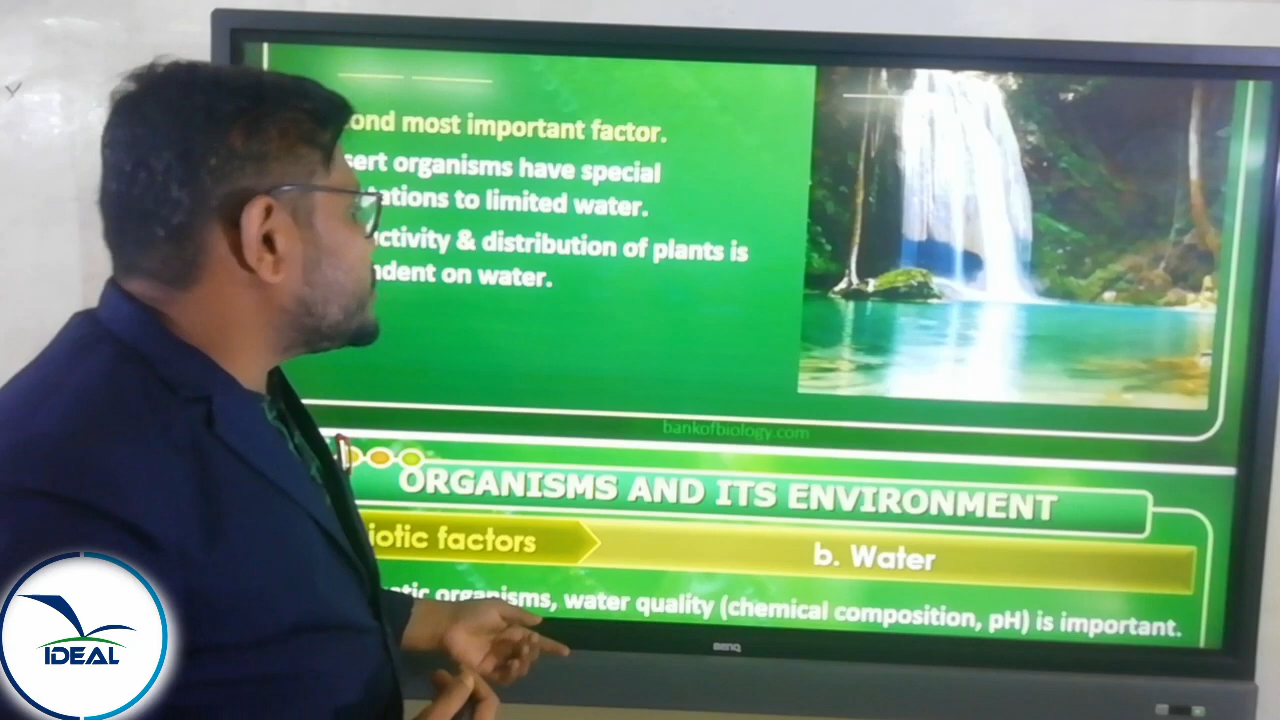 ond most important factor.
sert organisms have special
tations to limited water.
uctivity & distribution of plants is
ndent on water.
bankofbiology.com
ORGANISMS AND ITS ENVIRONMENT
iotic factors
b. Water
atic organisms, water quality (chemical composition, pH) is important.
BenQ
IDEAL